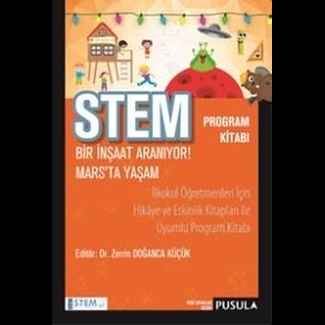 STEM
PROGRAM
KİTABI
BİR İNŞAAT ARANIYOR!
MARS'TA YAŞAM
İlkokul Öğretmenleri İçin
Hikâye ve Etkinlik Kitapları ile
Uyumlu Program Kitabı
Editör: Dr. Zerrin DOĞANCA KÜÇÜK
STEM
PUSULA